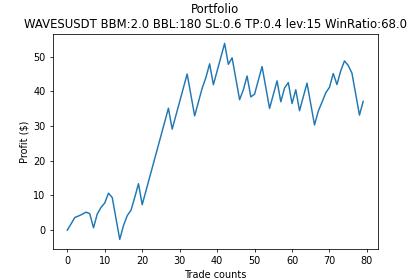 Portfolio
WAVESUSDT BBM:2.0 BBL:180 SL:0.6 TP:0.4 lev:15 WinRatio:68.0
50
40
30
20
10
0
Profit ($)
0 10 20 30 40 50 60 70 80
Trade counts